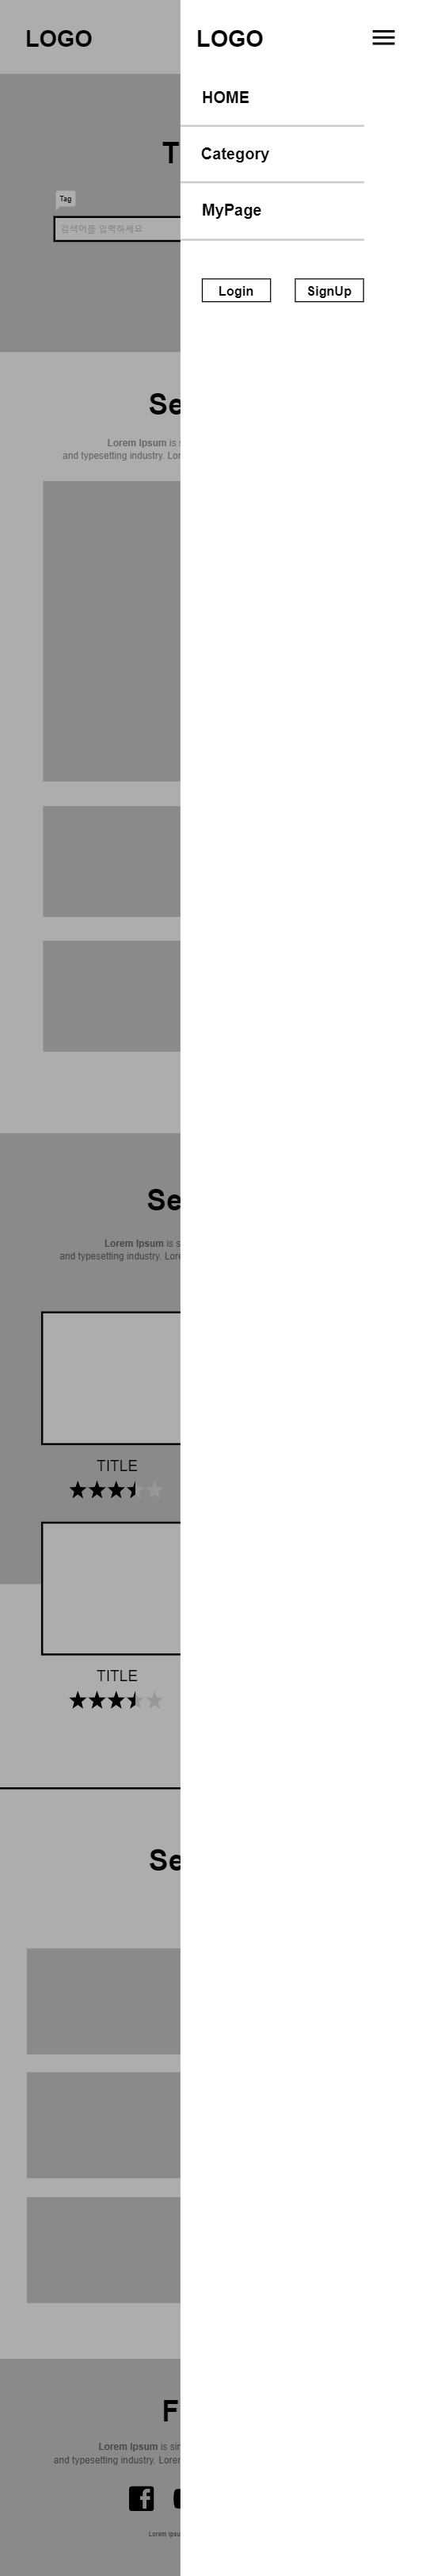 LOGO
LOGO
HOME
Category
MyPage
Login
SignUp
T
Tag
검색어를 입력하세요
Se
Lorem Ipsum is s
and typesetting industry. Lor
Se
Lorem Ipsum is s
and typesetting industry. Lore
TITLE
TITLE
Se
F
Lorem Ipsum is sin
and typesetting industry. Loren
Lorem Ipsu